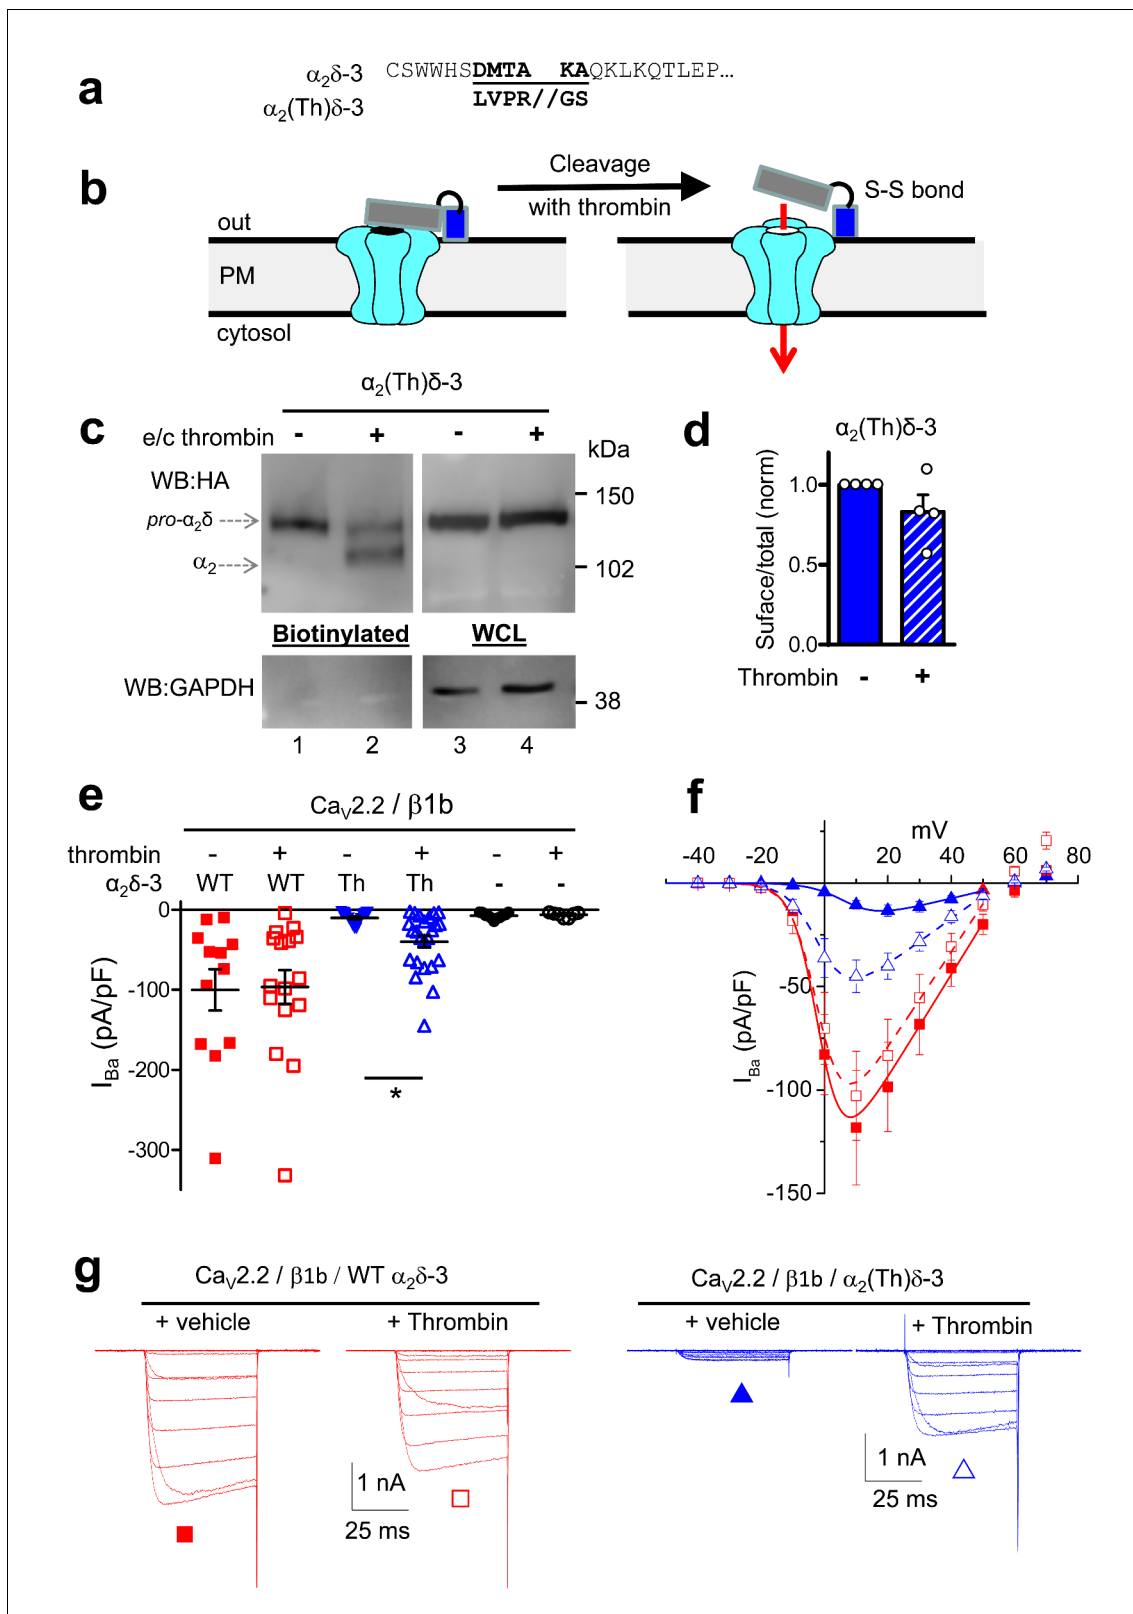 a
α2δ-3 CSWWHSDMTA KAQKLKQTLEP...
α2(Th)δ-3 LVPR//GS
b
Cleavage
with thrombin
S-S bond
out
PM
cytosol
α2(Th)δ-3
c
e/c thrombin - + - +
kDa
WB:HA
150
pro-α2δ
α2
102
Biotinylated WCL
WB:GAPDH
38
1 2 3 4
d
α2(Th)δ-3
Suface/total (norm)
1.0
0.5
0.0
Thrombin - +
e
CaV2.2 / β1b
thrombin - + - + - +
α2δ-3 WT WT Th Th - -
0
-100
-200
-300
IBa (pA/pF)
*
f
mV
-40 -20 20 40 60 80
-50
-100
-150
IBa (pA/pF)
g
CaV2.2 / β1b / WT α2δ-3
+ vehicle + Thrombin
1 nA
25 ms
CaV2.2 / β1b / α2(Th)δ-3
+ vehicle + Thrombin
1 nA
25 ms